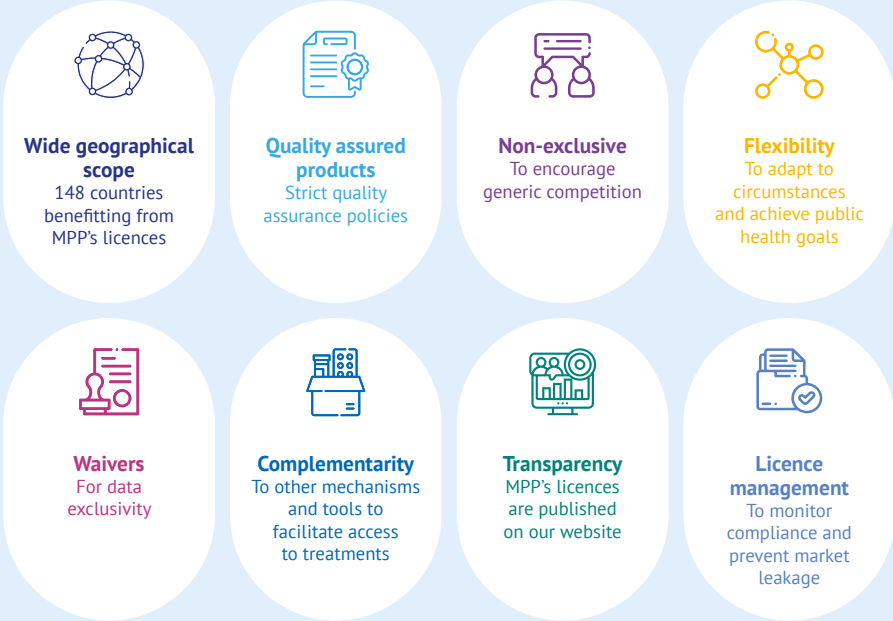 Wide geographical
scope
148 countries
benefitting from
MPP's licences
Quality assured
products
Strict quality
assurance policies
Non-exclusive
To encourage
generic competition
Flexibility
To adapt to
circumstances
and achieve public
health goals
Waivers
For data
exclusivity
Complementarity
To other mechanisms
and tools to
facilitate access
to treatments
Transparency
MPP's licences
are published
on our website
Licence
management
To monitor
compliance and
prevent market
leakage